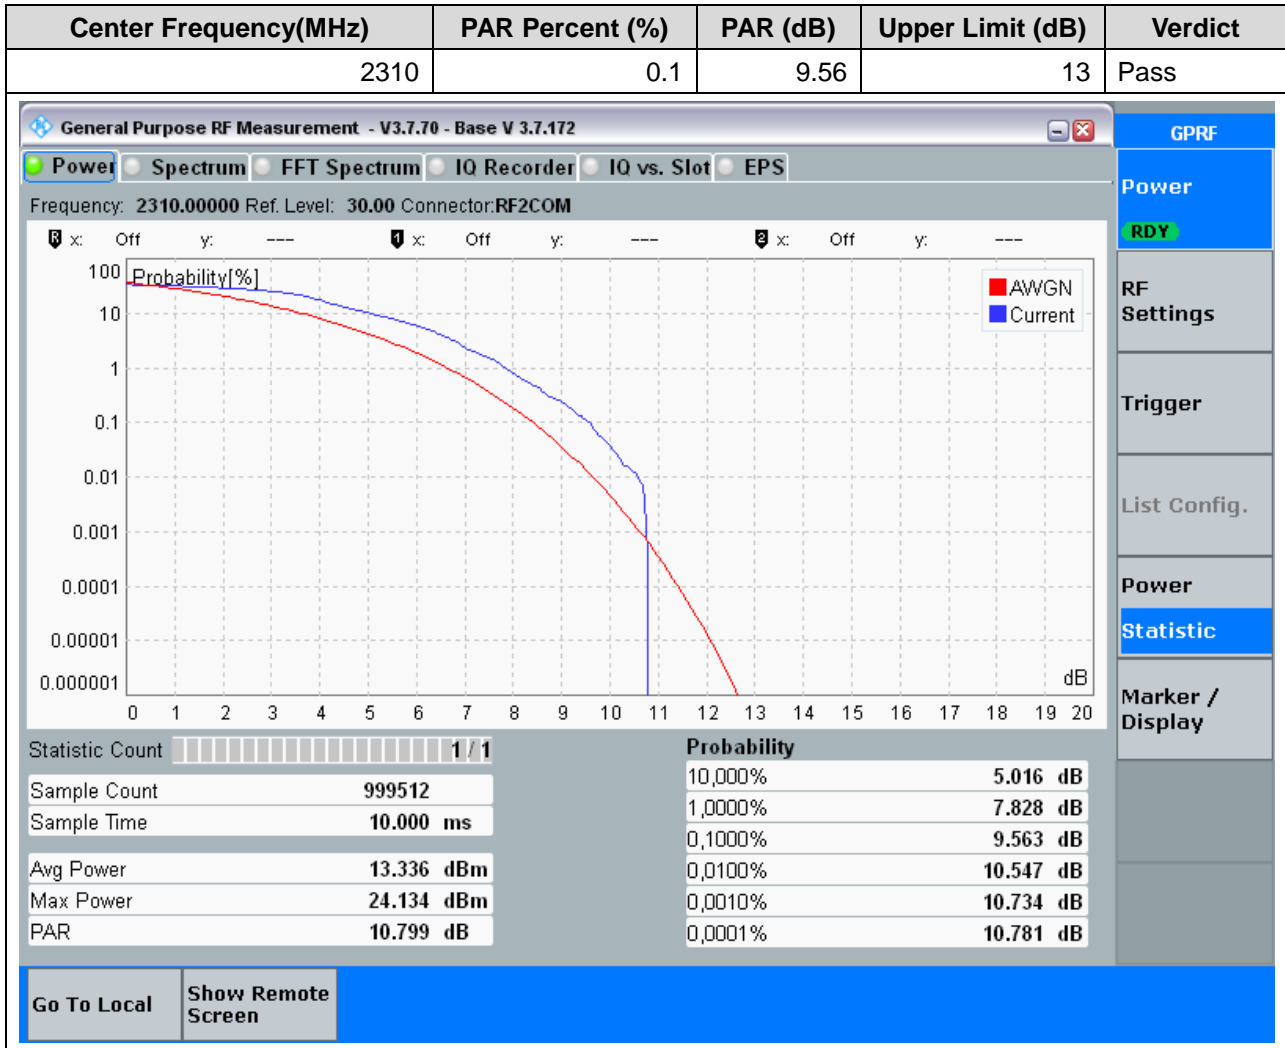 Center Frequency(MHz) PAR Percent (%) PAR (dB) Upper Limit (dB) Verdict
2310 0.1 9.56 13 Pass
General Purpose RF Measurement - V3.7.70 - Base V 3.7.172
GPRF
Power Spectrum FFT Spectrum IQ Recorder IQ vs. Slot EPS
Frequency: 2310.00000 Ref. Level: 30.00 Connector:RF2COM
R x: Off y: --- 1 x: Off y: --- 2 x: Off y: ---
Probability[%]
100
10
1
0.1
0.01
0.001
0.0001
0.00001
0.000001
AWGN
Current
dB
0 1 2 3 4 5 6 7 8 9 10 11 12 13 14 15 16 17 18 19 20
Statistic Count 1 / 1
Sample Count 999512
Sample Time 10.000 ms
Avg Power 13.336 dBm
Max Power 24.134 dBm
PAR 10.799 dB
Probability
10,000% 5.016 dB
1,0000% 7.828 dB
0,1000% 9.563 dB
0,0100% 10.547 dB
0,0010% 10.734 dB
0,0001% 10.781 dB
Power
RDY
RF
Settings
Trigger
List Config.
Power
Statistic
Marker /
Display
Go To Local
Show Remote
Screen